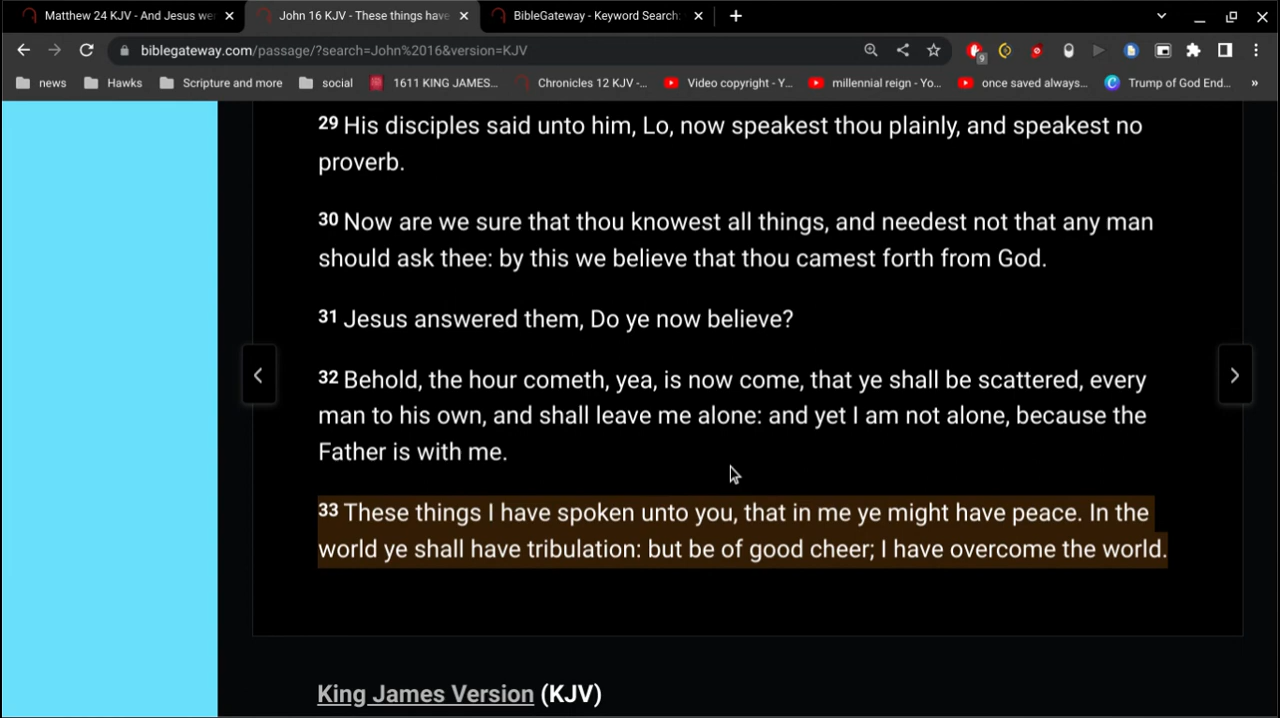 Matthew 24 KJV - And Jesus wer
John 16 KJV - These things have
BibleGateway - Keyword Search:
biblegateway.com/passage/?search=John%2016&version=KJV
9
news
Hawks
Scripture and more
social
1611 KING JAMES...
Chronicles 12 KJV -...
Video copyright - Y...
millennial reign - Yo...
once saved always...
Trump of God End...
»
29 His disciples said unto him, Lo, now speakest thou plainly, and speakest no
proverb.
30 Now are we sure that thou knowest all things, and needest not that any man
should ask thee: by this we believe that thou camest forth from God.
31 Jesus answered them, Do ye now believe?
32 Behold, the hour cometh, yea, is now come, that ye shall be scattered, every
man to his own, and shall leave me alone: and yet I am not alone, because the
Father is with me.
33 These things I have spoken unto you, that in me ye might have peace. In the
world ye shall have tribulation: but be of good cheer; I have overcome the world.
King James Version (KJV)